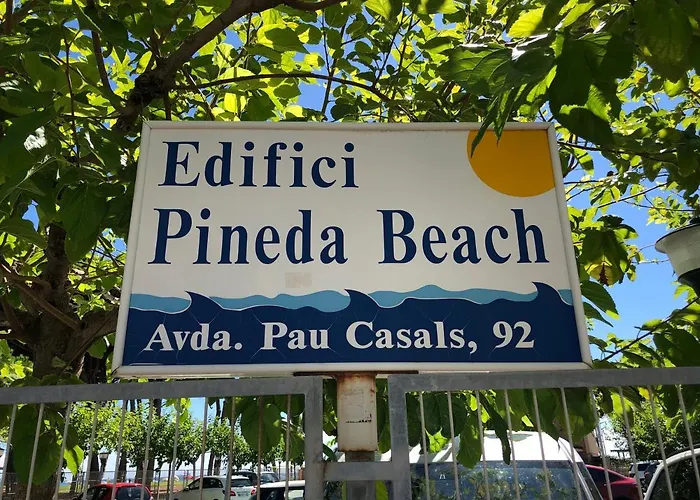 Edifici
Pineda Beach
Avda. Pau Casals, 92